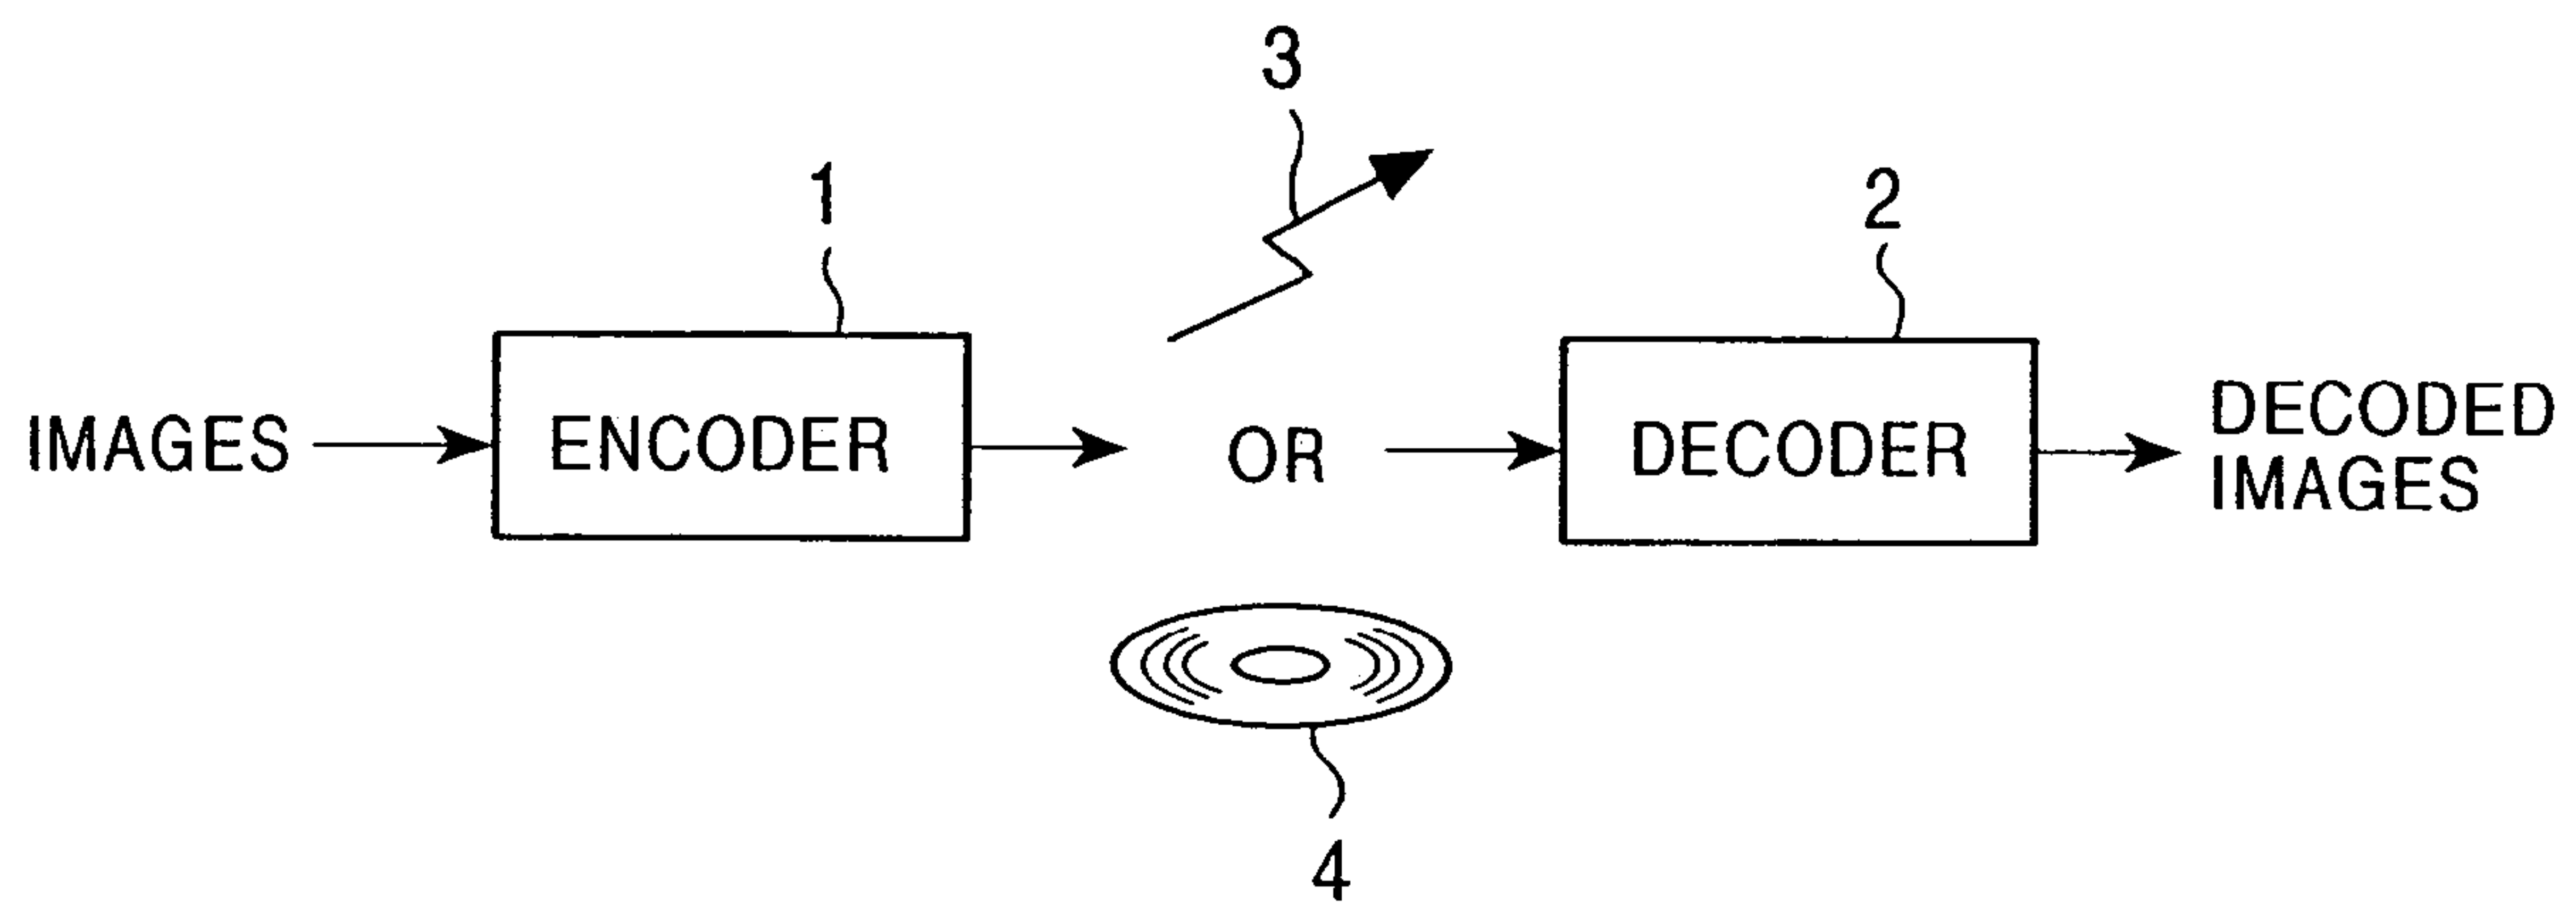 3
1
2
IMAGES
ENCODER
OR
DECODER
DECODED
IMAGES
4